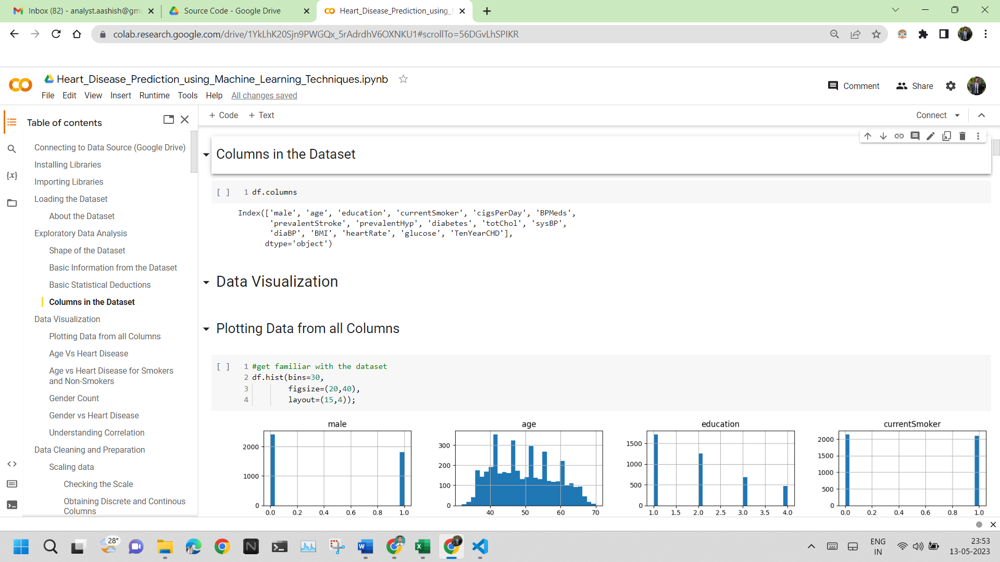 Inbox (82) - analyst.aashish@gm
Source Code - Google Drive
Heart_Disease_Prediction_using_
colab.research.google.com/drive/1YkLhK20Sjn9PWGQx_5rAdrdhV6OXNKU1#scrollTo=56DGvLhSPIKR
Heart_Disease_Prediction_using_Machine_Learning_Techniques.ipynb
File Edit View Insert Runtime Tools Help All changes saved
Comment
Share
Table of contents
Connecting to Data Source (Google Drive)
Installing Libraries
Importing Libraries
Loading the Dataset
About the Dataset
Exploratory Data Analysis
Shape of the Dataset
Basic Information from the Dataset
Basic Statistical Deductions
Columns in the Dataset
Data Visualization
Plotting Data from all Columns
Age Vs Heart Disease
Age vs Heart Disease for Smokers
and Non-Smokers
Gender Count
Gender vs Heart Disease
Understanding Correlation
Data Cleaning and Preparation
Scaling data
Checking the Scale
Obtaining Discrete and Continous
Columns
{x}
+ Code + Text
Connect
Columns in the Dataset
[ ] 1 df.columns
Index(['male', 'age', 'education', 'currentSmoker', 'cigsPerDay', 'BPMeds',
'prevalentStroke', 'prevalentHyp', 'diabetes', 'totChol', 'sysBP',
'diaBP', 'BMI', 'heartRate', 'glucose', 'TenYearCHD'],
dtype='object')
Data Visualization
Plotting Data from all Columns
[ ] 1 #get familiar with the dataset
2 df.hist(bins=30,
3 figsize=(20,40),
4 layout=(15,4));
male
2000
1000
0
0.0 0.2 0.4 0.6 0.8 1.0
age
300
200
100
0
40 50 60 70
education
1500
1000
500
0
1.0 1.5 2.0 2.5 3.0 3.5 4.0
currentSmoker
2000
1500
1000
500
0
0.0 0.2 0.4 0.6 0.8 1.0
28°
ENG
IN
23:53
13-05-2023